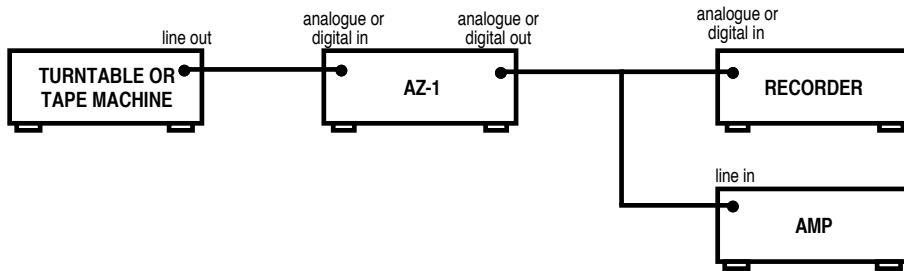 line out
TURNTABLE OR
TAPE MACHINE
analogue or
digital in
analogue or
digital out
AZ-1
analogue or
digital in
RECORDER
line in
AMP